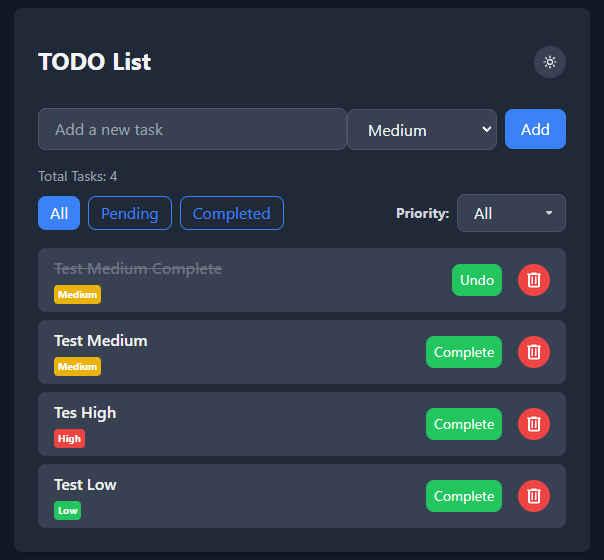 TODO List
Add a new task Medium Add
Total Tasks: 4
All Pending Completed Priority: All
Test Medium Complete
Undo
Medium
Test Medium
Complete
Medium
Tes High
Complete
High
Test Low
Complete
Low